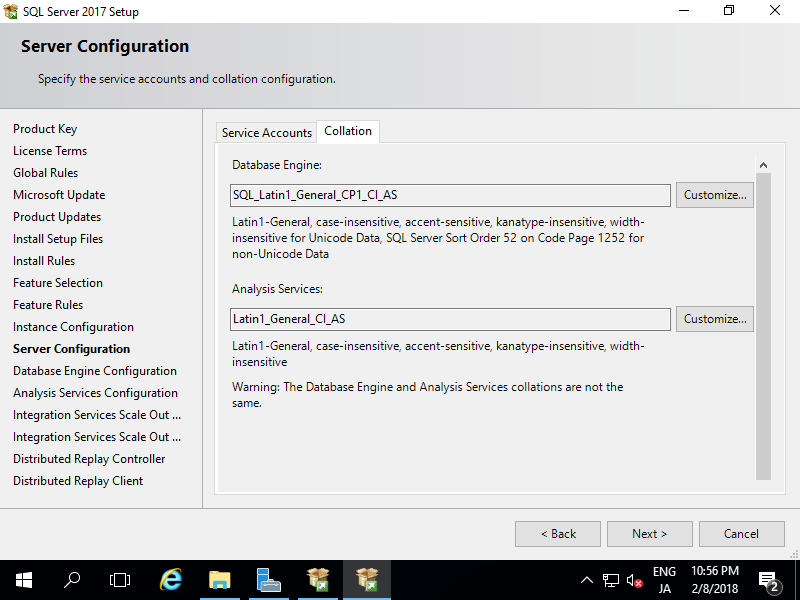 SQL Server 2017 Setup
Server Configuration
Specify the service accounts and collation configuration.
Product Key
License Terms
Global Rules
Microsoft Update
Product Updates
Install Setup Files
Install Rules
Feature Selection
Feature Rules
Instance Configuration
Server Configuration
Database Engine Configuration
Analysis Services Configuration
Integration Services Scale Out ...
Integration Services Scale Out ...
Distributed Replay Controller
Distributed Replay Client
Service Accounts
Collation
Database Engine:
SQL_Latin1_General_CP1_CI_AS
Customize...
Latin1-General, case-insensitive, accent-sensitive, kanatype-insensitive, width-
insensitive for Unicode Data, SQL Server Sort Order 52 on Code Page 1252 for
non-Unicode Data
Analysis Services:
Latin1_General_CI_AS
Customize...
Latin1-General, case-insensitive, accent-sensitive, kanatype-insensitive, width-
insensitive
Warning: The Database Engine and Analysis Services collations are not the
same.
< Back
Next >
Cancel
ENG
JA
10:56 PM
2/8/2018
2